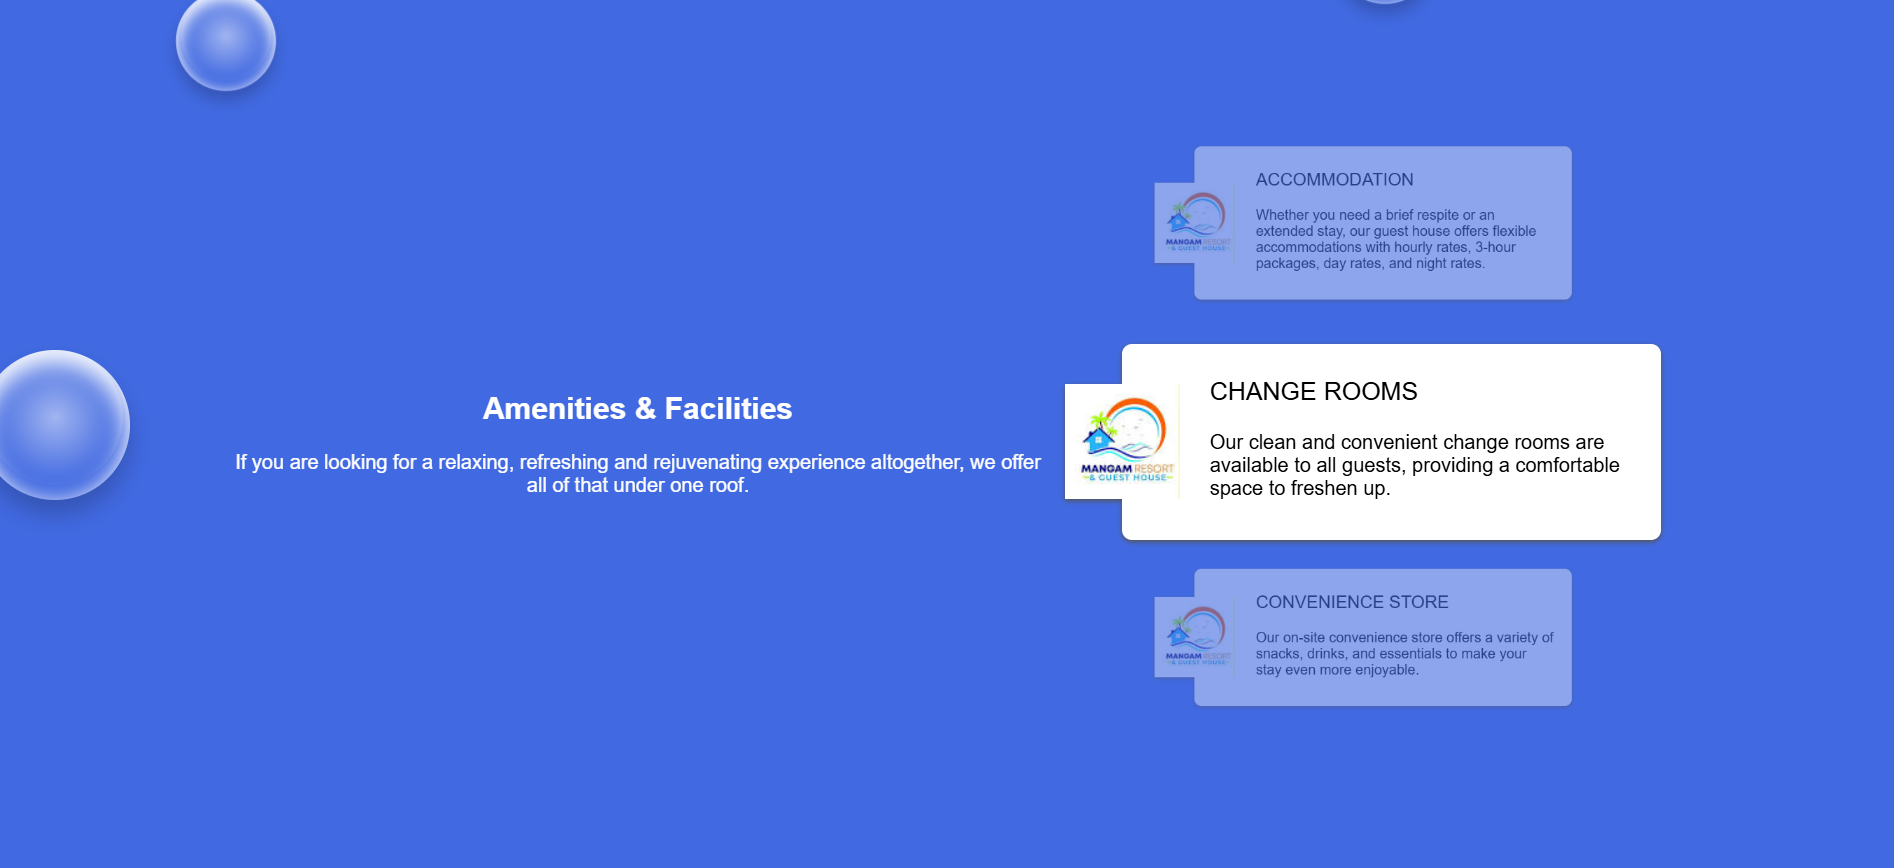 Amenities & Facilities
If you are looking for a relaxing, refreshing and rejuvenating experience altogether, we offer
all of that under one roof.
ACCOMMODATION
Whether you need a brief respite or an
extended stay, our guest house offers flexible
accommodations with hourly rates, 3-hour
packages, day rates, and night rates.
MANGAM RESORT
& GUEST HOUSE
CHANGE ROOMS
Our clean and convenient change rooms are
available to all guests, providing a comfortable
space to freshen up.
MANGAM RESORT
& GUEST HOUSE
CONVENIENCE STORE
Our on-site convenience store offers a variety of
snacks, drinks, and essentials to make your
stay even more enjoyable.
MANGAM RESORT
& GUEST HOUSE